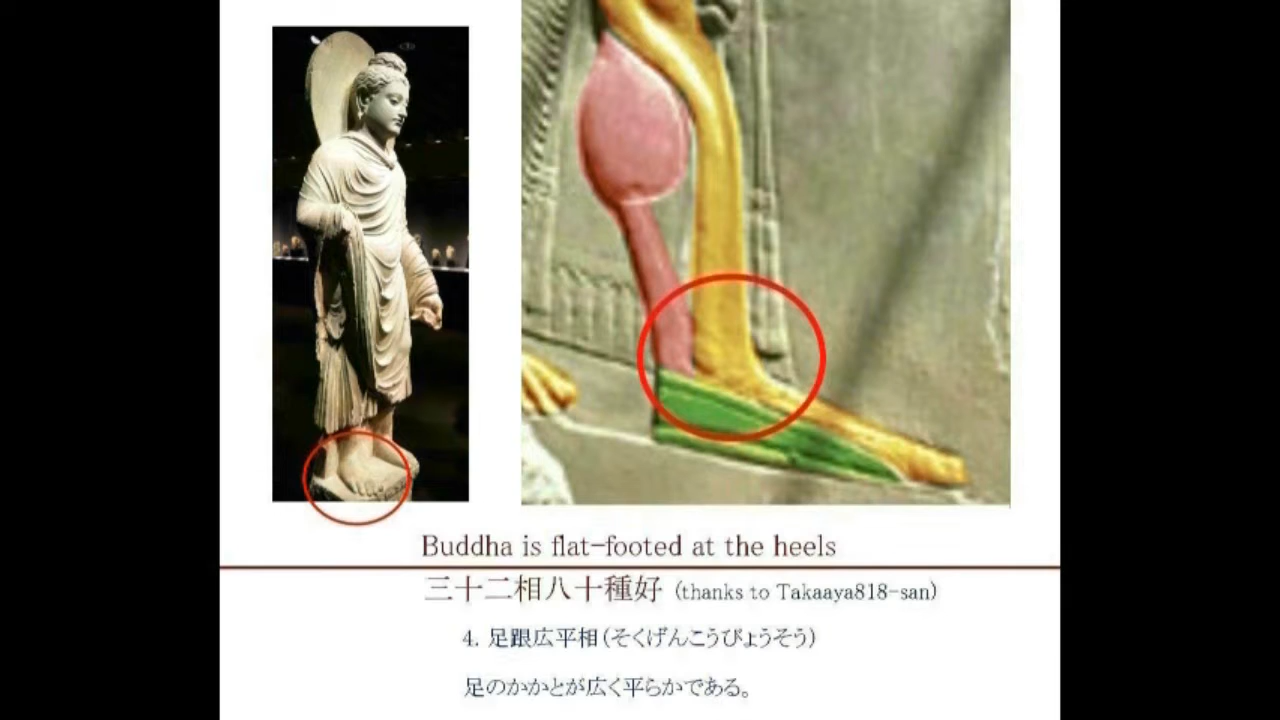 Buddha is flat-footed at the heels
三十二相八十種好 (thanks to Takaaya818-san)
4. 足跟広平相(そくげんこうびょうそう)
足のかかとが広く平らかである。